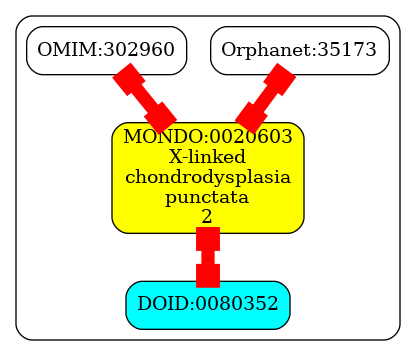 OMIM:302960
Orphanet:35173
MONDO:0020603
X-linked
chondrodysplasia
punctata
2
DOID:0080352